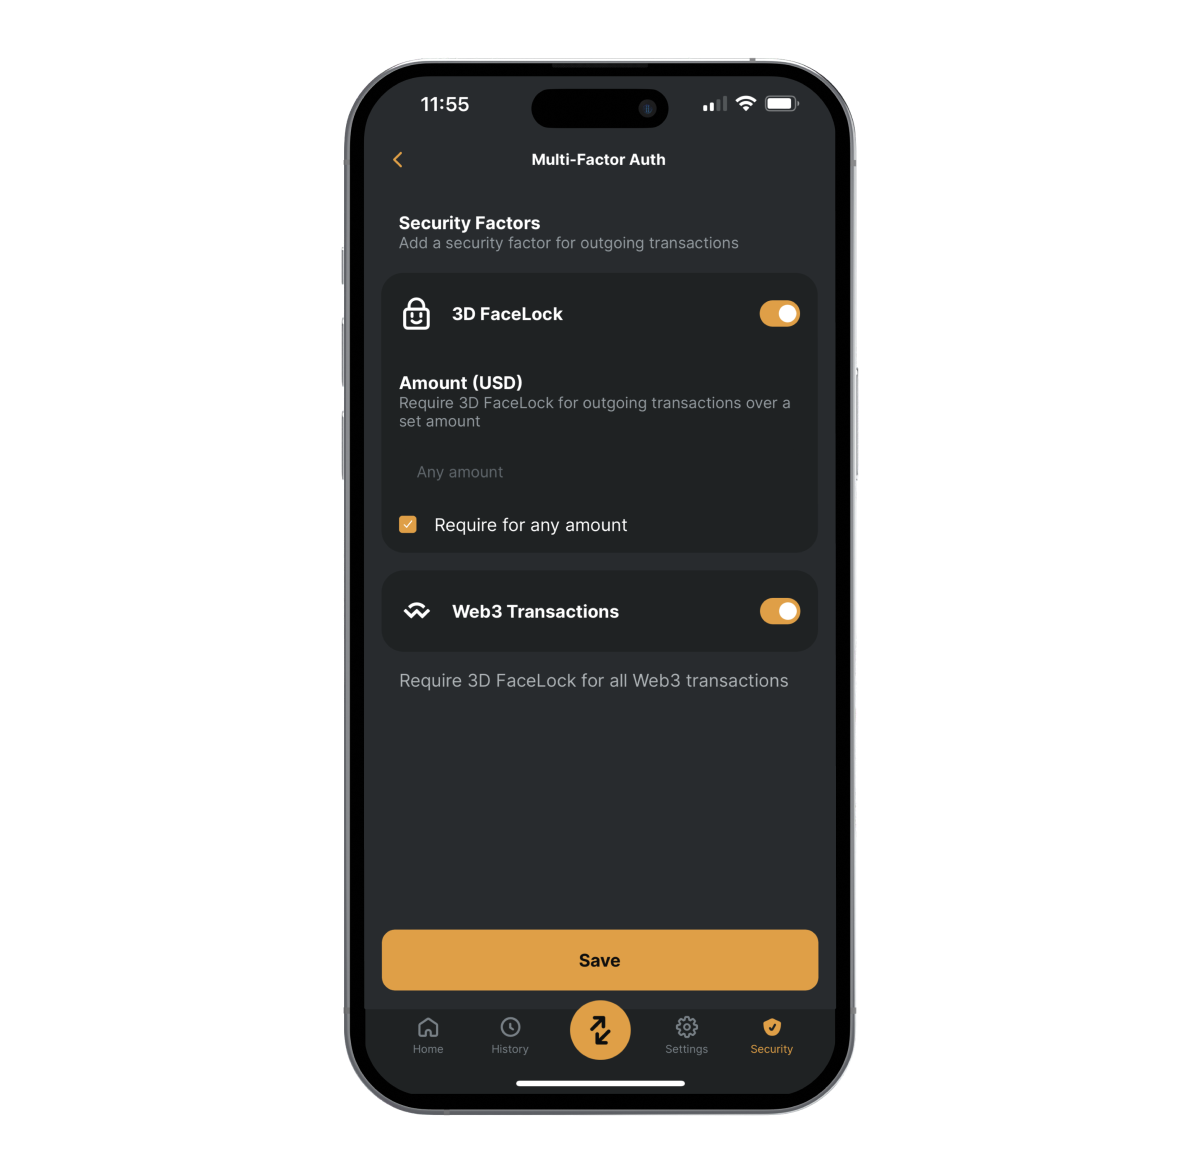 11:55
Multi-Factor Auth
Security Factors
Add a security factor for outgoing transactions
3D FaceLock
Amount (USD)
Require 3D FaceLock for outgoing transactions over a
set amount
Any amount
Require for any amount
Web3 Transactions
Require 3D FaceLock for all Web3 transactions
Save
Home History Settings Security